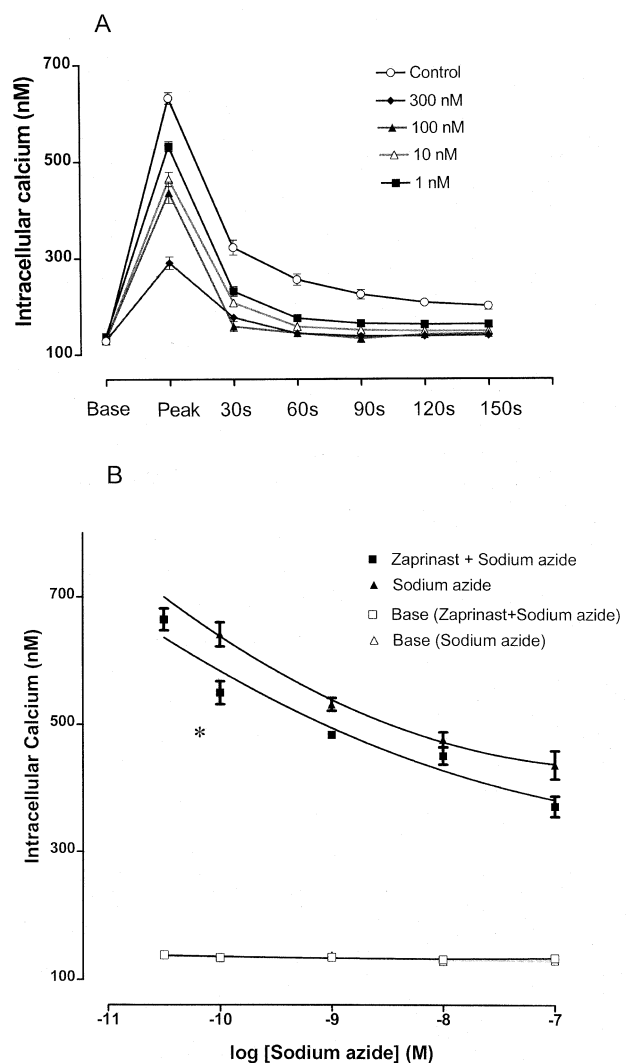 A
Intracellular calcium (nM)
700
500
300
100
Control
300 nM
100 nM
10 nM
1 nM
Base Peak 30s 60s 90s 120s 150s
B
Intracellular Calcium (nM)
700
500
300
100
Zaprinast + Sodium azide
Sodium azide
Base (Zaprinast+Sodium azide)
Base (Sodium azide)
*
-11 -10 -9 -8 -7
log [Sodium azide] (M)